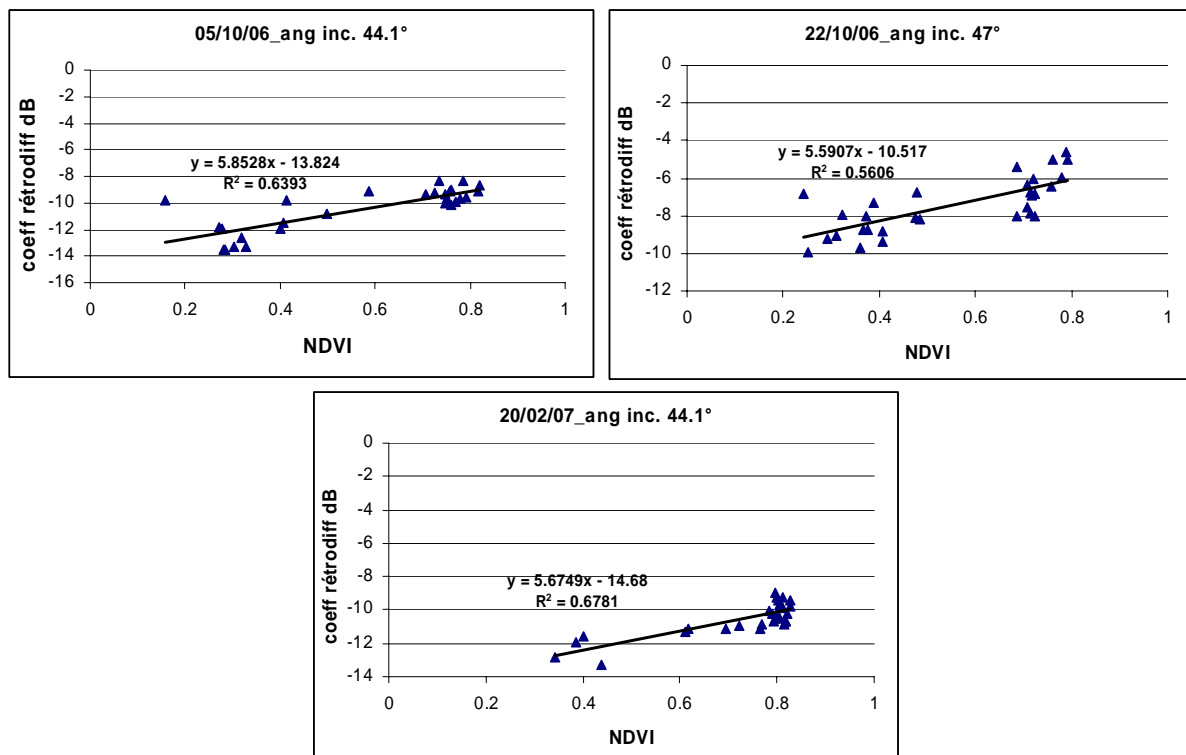 05/10/06_ang inc. 44.1°
0
-2
-4
-6
-8
-10
-12
-14
-16
coeff rétrodiff dB
y = 5.8528x - 13.824
R² = 0.6393
0 0.2 0.4 0.6 0.8 1
NDVI
22/10/06_ang inc. 47°
0
-2
-4
-6
-8
-10
-12
coeff rétrodiff dB
y = 5.5907x - 10.517
R² = 0.5606
0 0.2 0.4 0.6 0.8 1
NDVI
20/02/07_ang inc. 44.1°
0
-2
-4
-6
-8
-10
-12
-14
coeff rétrodiff dB
y = 5.6749x - 14.68
R² = 0.6781
0 0.2 0.4 0.6 0.8 1
NDVI